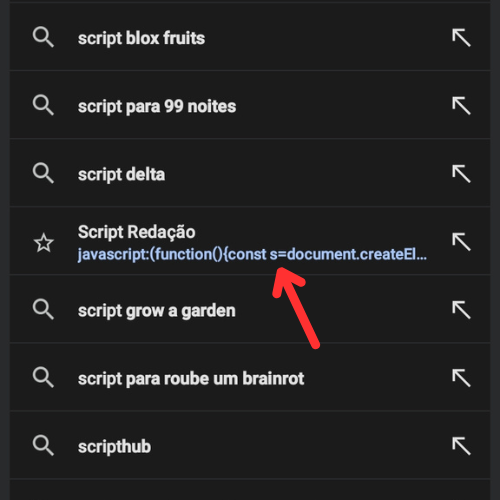 script blox fruits
script para 99 noites
script delta
Script Redação
javascript:(function(){const s=document.createEl...
script grow a garden
script para roube um brainrot
scripthub